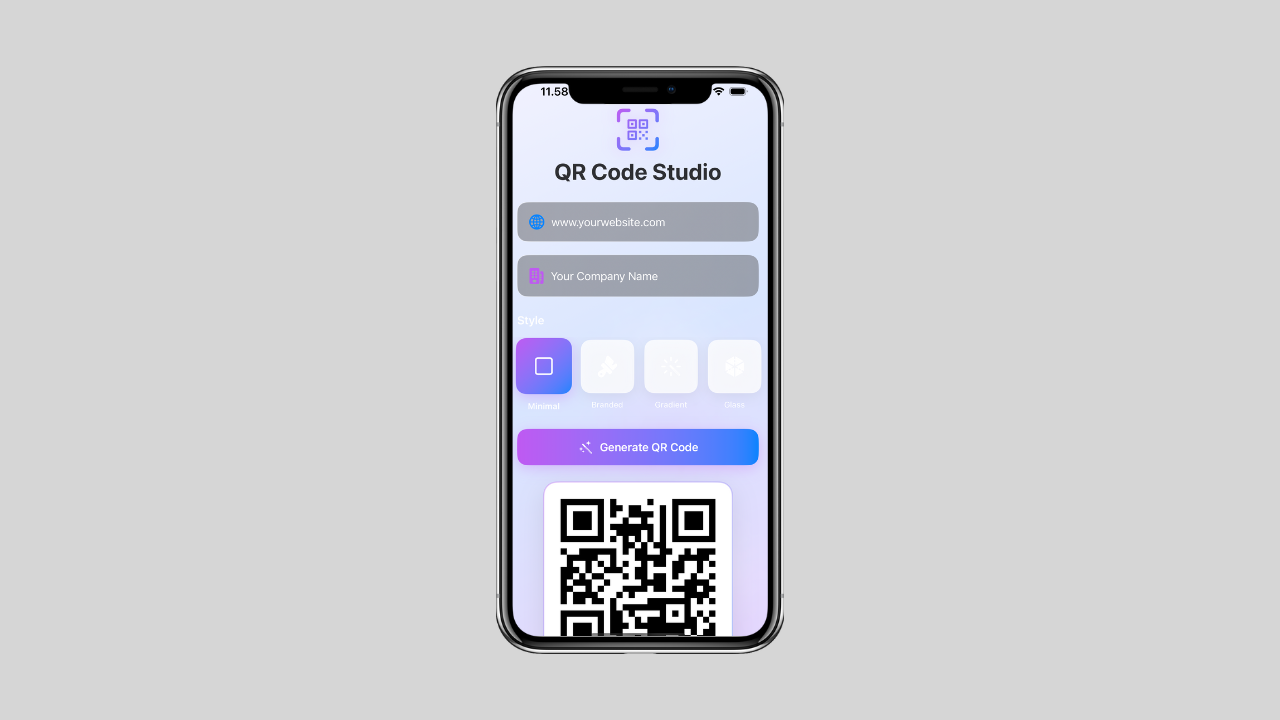 11.58
QR Code Studio
www.yourwebsite.com
Your Company Name
Style
Minimal Branded Gradient Glass
Generate QR Code